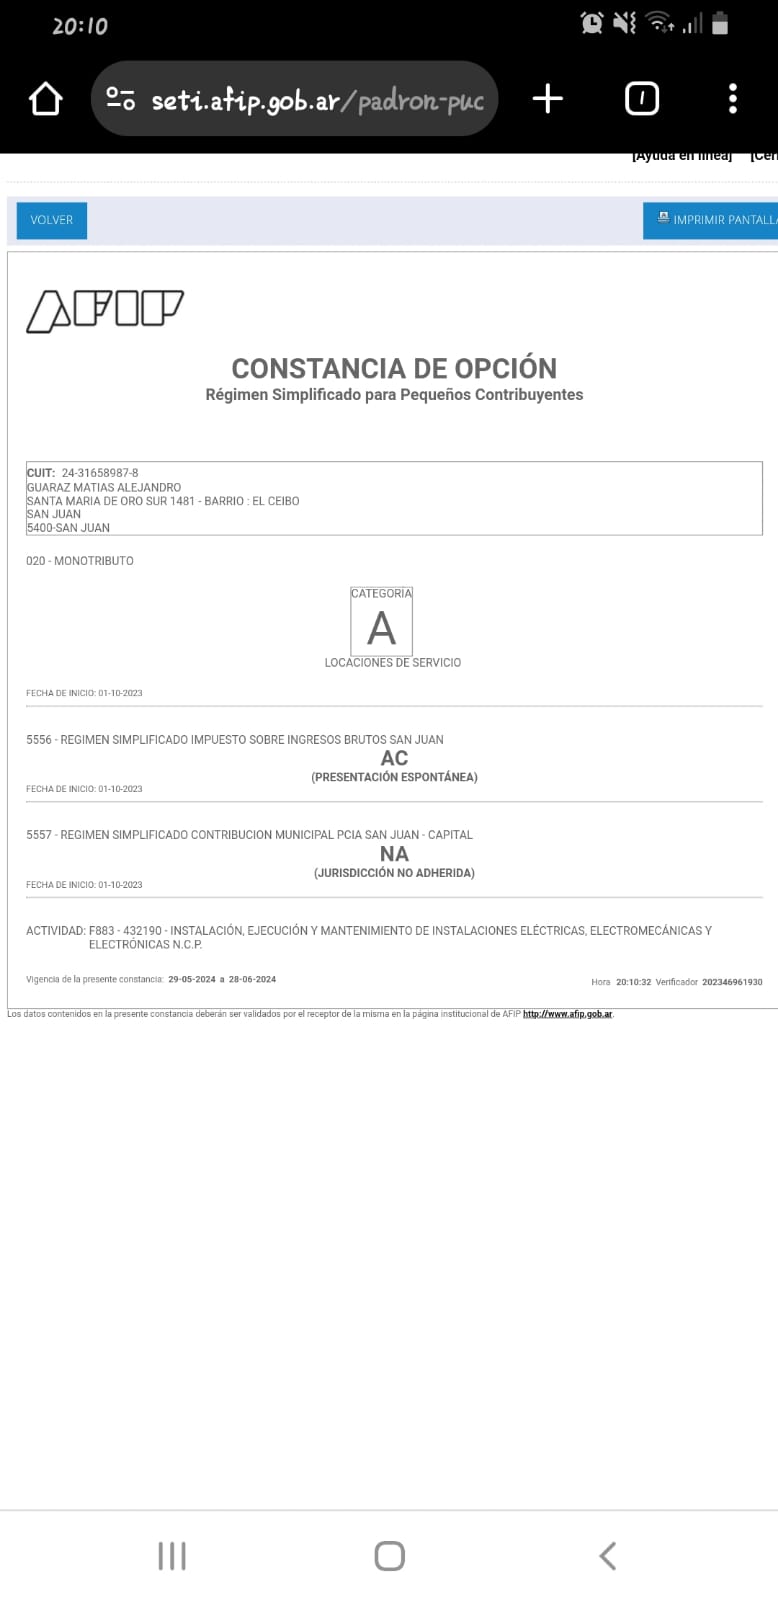 20:10
seti.afip.gob.ar/padron-puc
[Ayuda en línea]
VOLVER
IMPRIMIR PANTALLA
AFIP
CONSTANCIA DE OPCIÓN
Régimen Simplificado para Pequeños Contribuyentes
CUIT: 24-31658987-8
GUARAZ MATIAS ALEJANDRO
SANTA MARIA DE ORO SUR 1481 - BARRIO : EL CEIBO
SAN JUAN
5400-SAN JUAN
020 - MONOTRIBUTO
CATEGORIA
A
LOCACIONES DE SERVICIO
FECHA DE INICIO: 01-10-2023
5556 - REGIMEN SIMPLIFICADO IMPUESTO SOBRE INGRESOS BRUTOS SAN JUAN
AC
(PRESENTACIÓN ESPONTÁNEA)
FECHA DE INICIO: 01-10-2023
5557 - REGIMEN SIMPLIFICADO CONTRIBUCION MUNICIPAL PCIA SAN JUAN - CAPITAL
NA
(JURISDICCIÓN NO ADHERIDA)
FECHA DE INICIO: 01-10-2023
ACTIVIDAD: F883 - 432190 - INSTALACIÓN, EJECUCIÓN Y MANTENIMIENTO DE INSTALACIONES ELÉCTRICAS, ELECTROMECÁNICAS Y
ELECTRÓNICAS N.C.P.
Vigencia de la presente constancia: 29-05-2024 a 28-06-2024
Hora 20:10:32 Verificador 202346961930
Los datos contenidos en la presente constancia deberán ser validados por el receptor de la misma en la página institucional de AFIP http://www.afip.gob.ar.